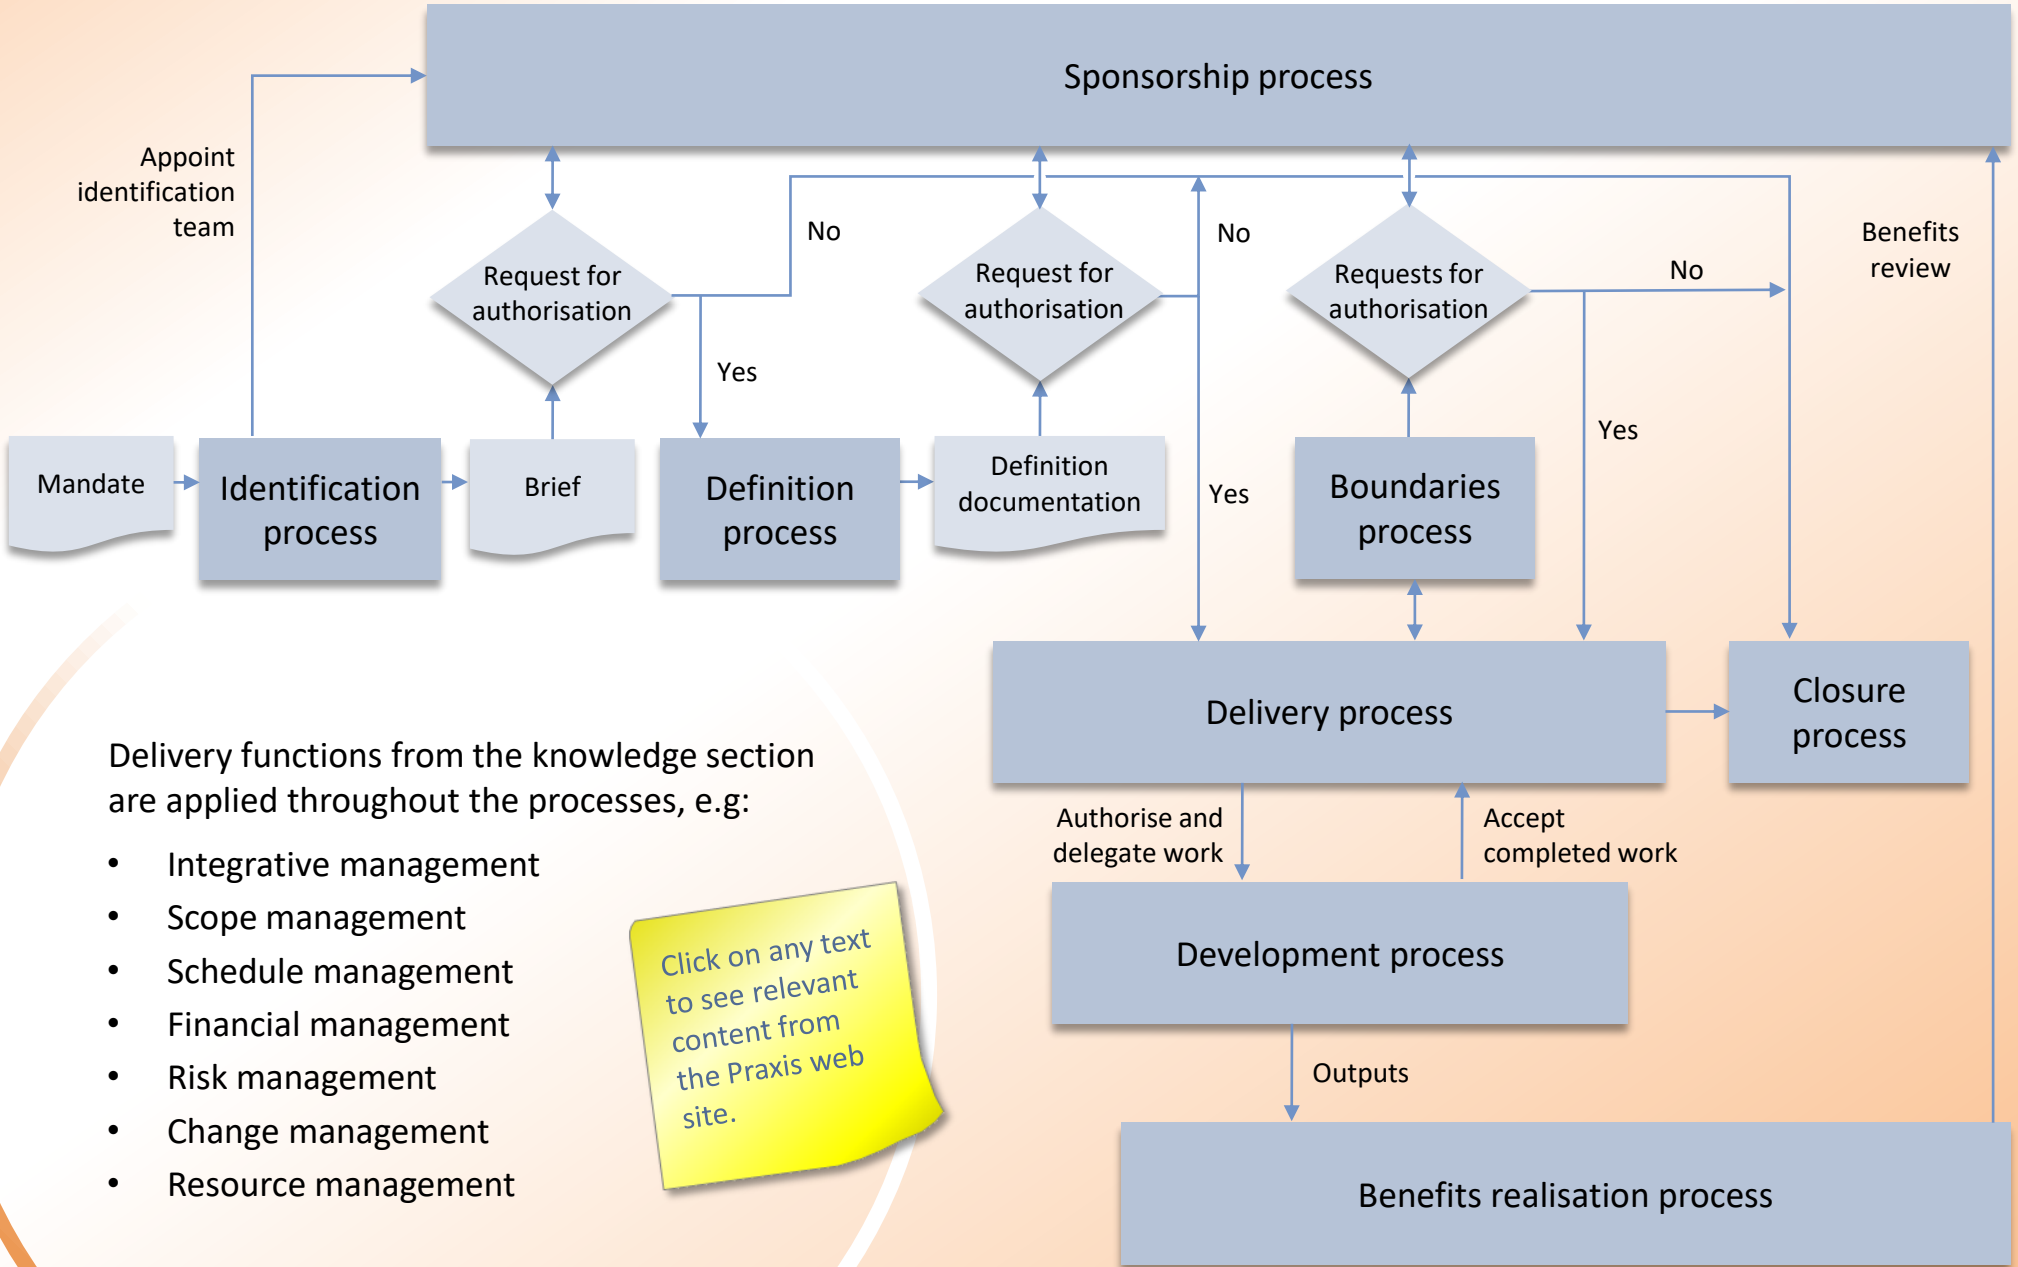 Sponsorship process
Appoint
identification
team
No
No
No
Benefits
review
Request for
authorisation
Request for
authorisation
Requests for
authorisation
Yes
Yes
Yes
Mandate
Identification
process
Brief
Definition
process
Definition
documentation
Boundaries
process
Delivery process
Closure
process
Delivery functions from the knowledge section
are applied throughout the processes, e.g:
• Integrative management
• Scope management
• Schedule management
• Financial management
• Risk management
• Change management
• Resource management
Click on any text
to see relevant
content from
the Praxis web
site.
Authorise and
delegate work
Accept
completed work
Development process
Outputs
Benefits realisation process